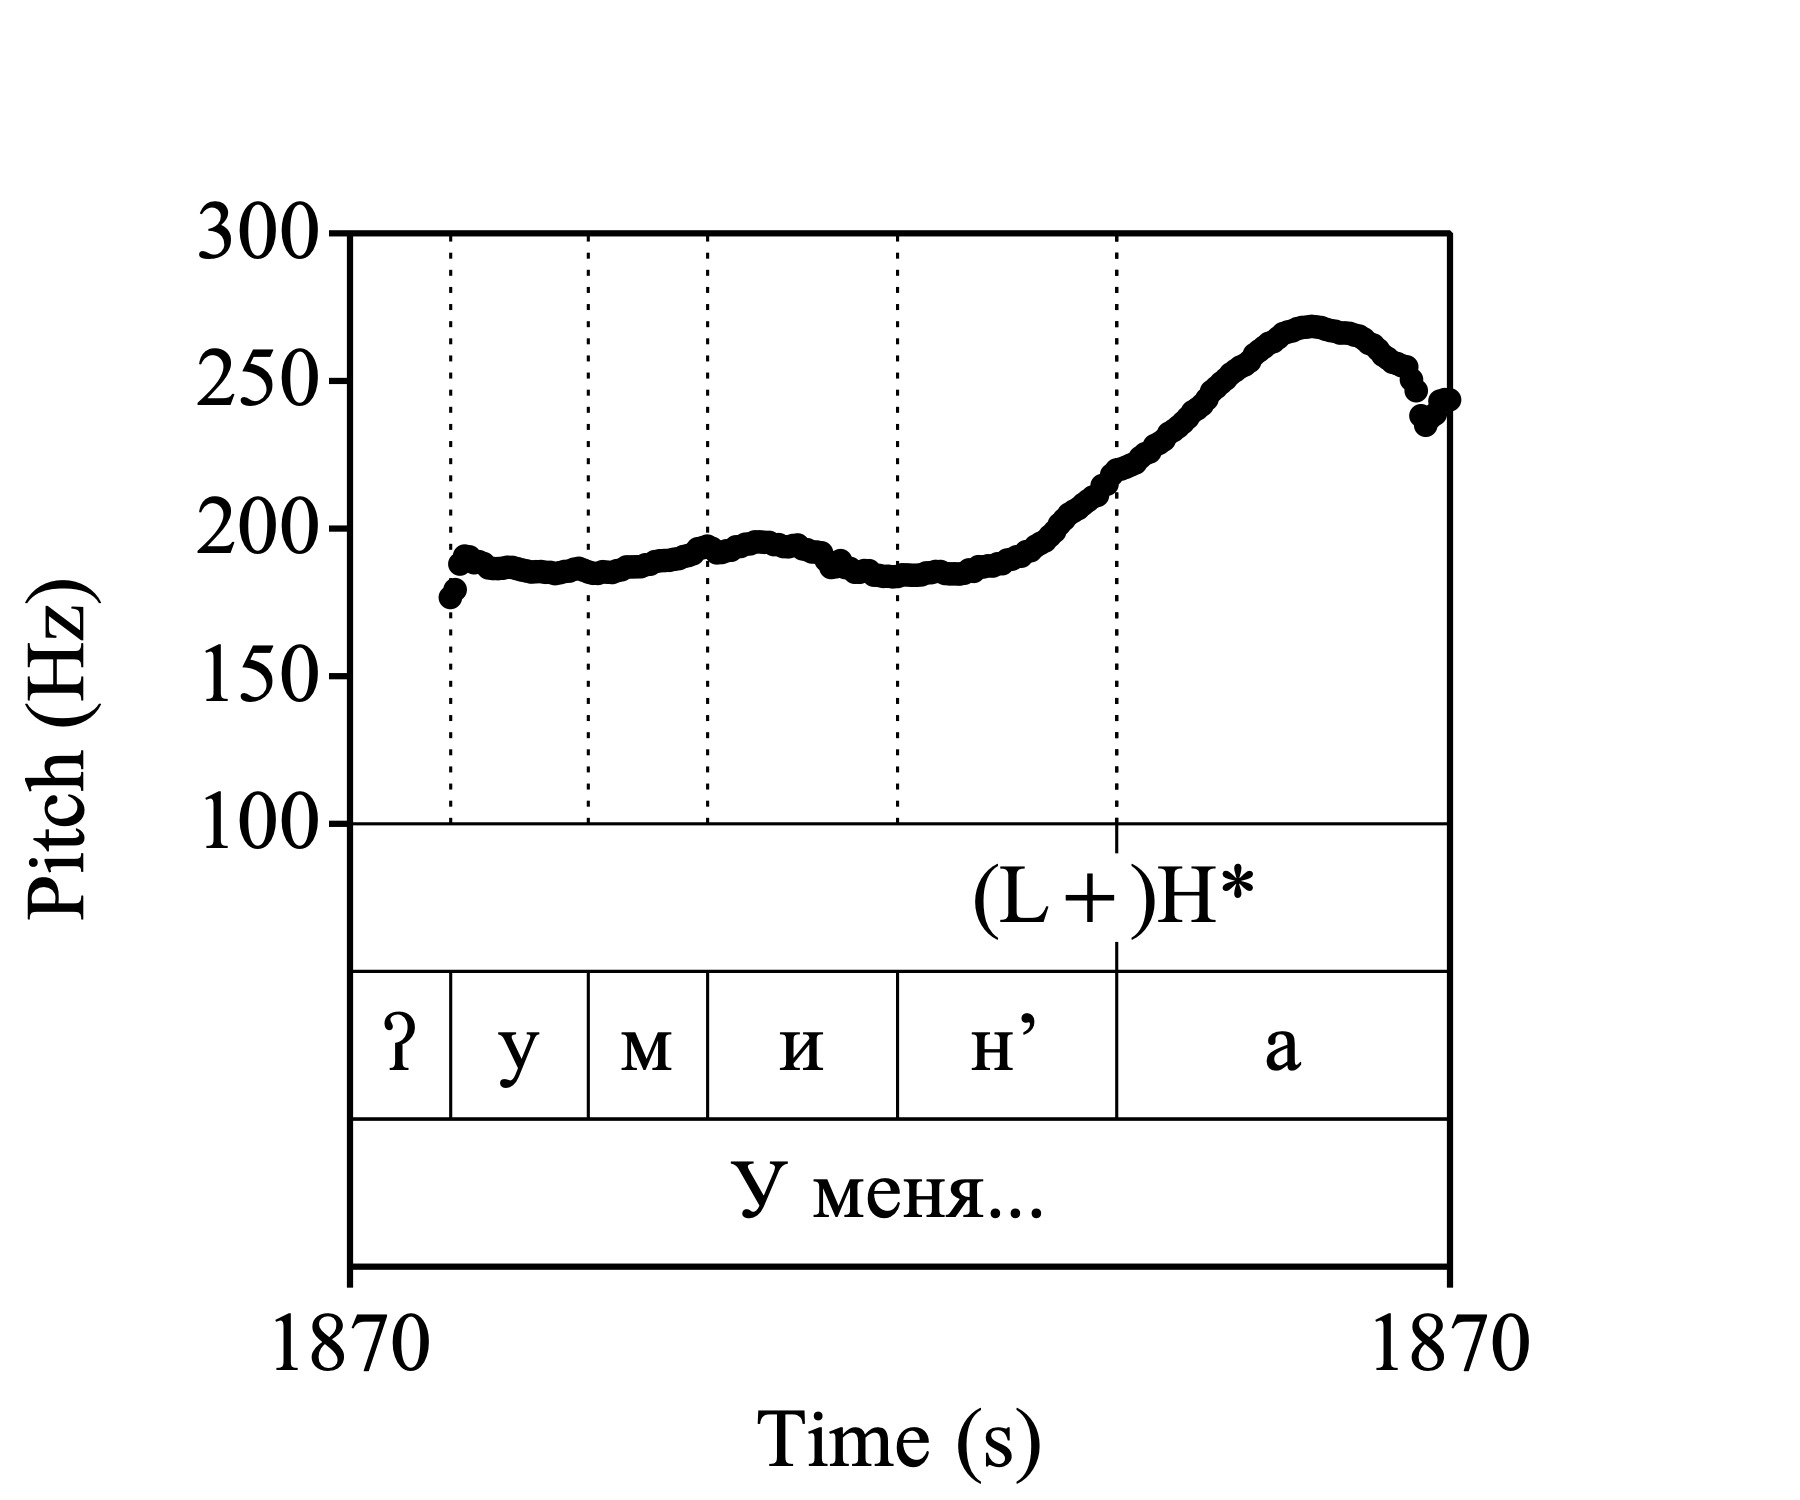 300
250
200
150
100
Pitch (Hz)
(L+)H*
ʔ у м и н’ а
У меня...
1870 1870
Time (s)